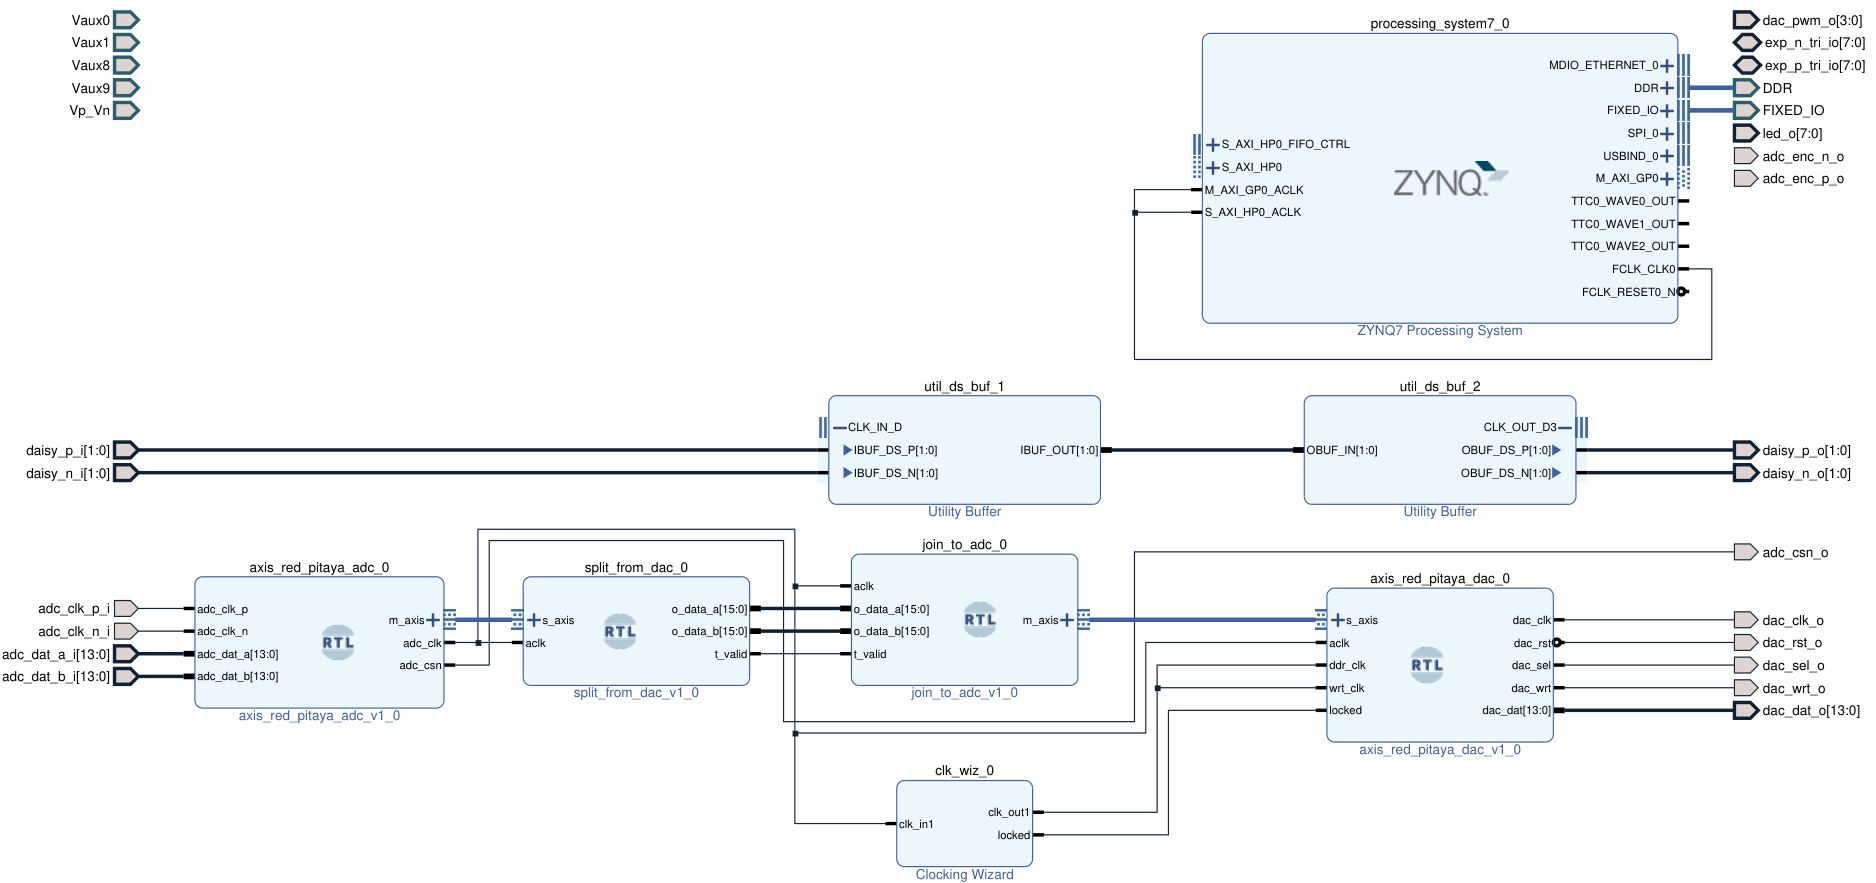 Vaux0
Vaux1
Vaux8
Vaux9
Vp_Vn
processing_system7_0
MDIO_ETHERNET_0
DDR
FIXED_IO
SPI_0
USBIND_0
M_AXI_GP0
TTC0_WAVE0_OUT
TTC0_WAVE1_OUT
TTC0_WAVE2_OUT
FCLK_CLK0
FCLK_RESET0_N
S_AXI_HP0_FIFO_CTRL
S_AXI_HP0
M_AXI_GP0_ACLK
S_AXI_HP0_ACLK
ZYNQ
ZYNQ7 Processing System
dac_pwm_o[3:0]
exp_n_tri_io[7:0]
exp_p_tri_io[7:0]
DDR
FIXED_IO
led_o[7:0]
adc_enc_n_o
adc_enc_p_o
daisy_p_i[1:0]
daisy_n_i[1:0]
util_ds_buf_1
CLK_IN_D
IBUF_DS_P[1:0]
IBUF_DS_N[1:0]
IBUF_OUT[1:0]
Utility Buffer
util_ds_buf_2
OBUF_IN[1:0]
CLK_OUT_D3
OBUF_DS_P[1:0]
OBUF_DS_N[1:0]
Utility Buffer
daisy_p_o[1:0]
daisy_n_o[1:0]
adc_clk_p_i
adc_clk_n_i
adc_dat_a_i[13:0]
adc_dat_b_i[13:0]
axis_red_pitaya_adc_0
adc_clk_p
adc_clk_n
adc_dat_a[13:0]
adc_dat_b[13:0]
RTL
m_axis
adc_clk
adc_csn
axis_red_pitaya_adc_v1_0
split_from_dac_0
s_axis
aclk
RTL
o_data_a[15:0]
o_data_b[15:0]
t_valid
split_from_dac_v1_0
join_to_adc_0
aclk
o_data_a[15:0]
o_data_b[15:0]
t_valid
RTL
m_axis
join_to_adc_v1_0
axis_red_pitaya_dac_0
s_axis
aclk
ddr_clk
wrt_clk
locked
RTL
dac_clk
dac_rst
dac_sel
dac_wrt
dac_dat[13:0]
axis_red_pitaya_dac_v1_0
adc_csn_o
dac_clk_o
dac_rst_o
dac_sel_o
dac_wrt_o
dac_dat_o[13:0]
clk_wiz_0
clk_in1
clk_out1
locked
Clocking Wizard